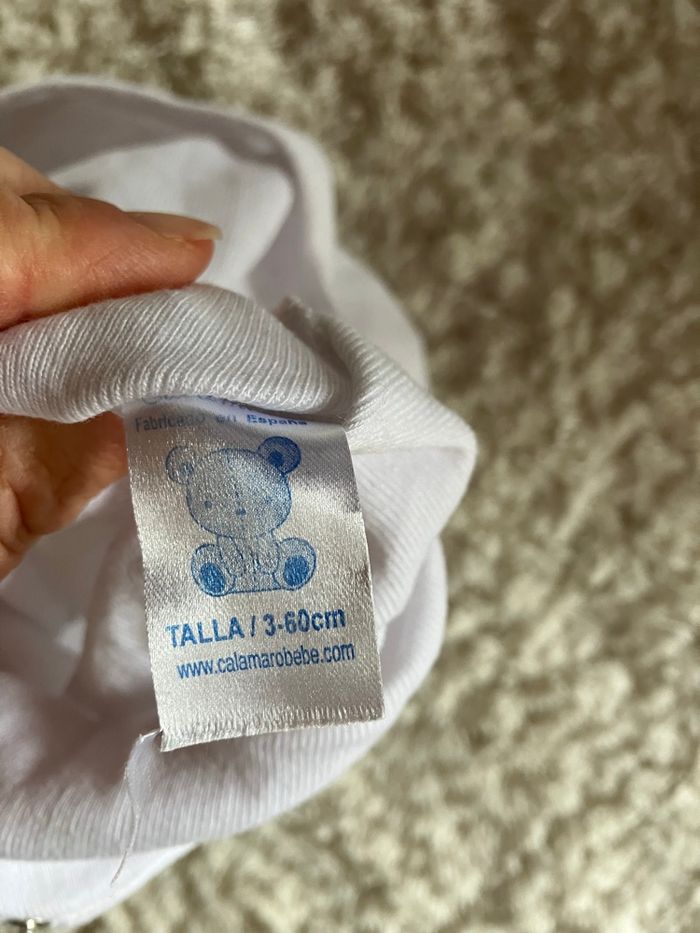 Fabricado en España
TALLA / 3-60cm
www.calamarobebe.com